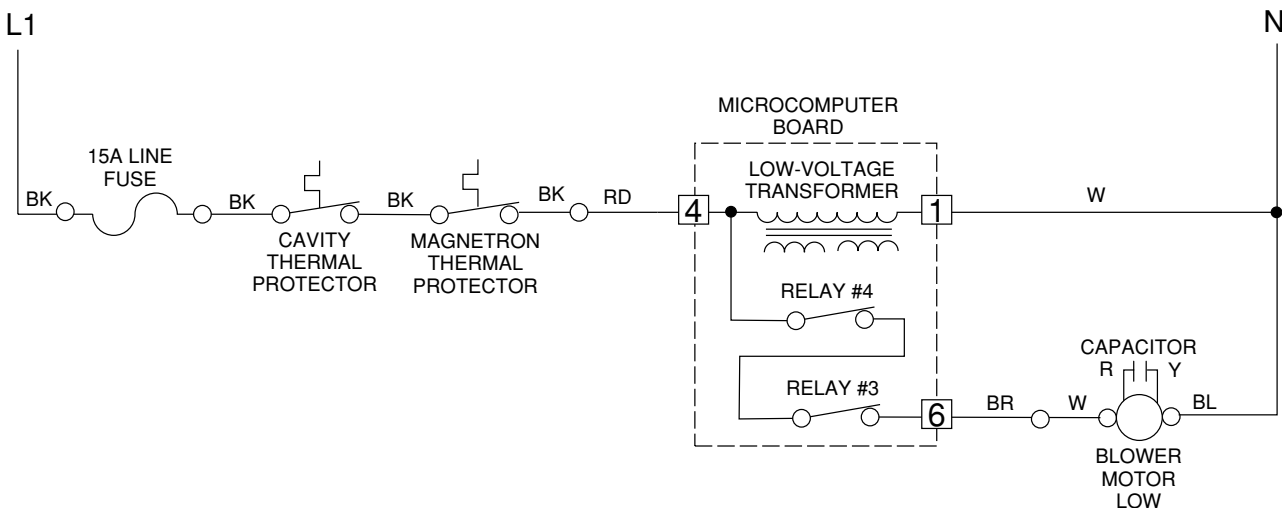 L1
N
MICROCOMPUTER
BOARD
15A LINE
FUSE
LOW-VOLTAGE
TRANSFORMER
BK
BK
BK
BK
RD
4
1
W
CAVITY
THERMAL
PROTECTOR
MAGNETRON
THERMAL
PROTECTOR
RELAY #4
CAPACITOR
R
Y
RELAY #3
6
BR
W
BL
BLOWER
MOTOR
LOW